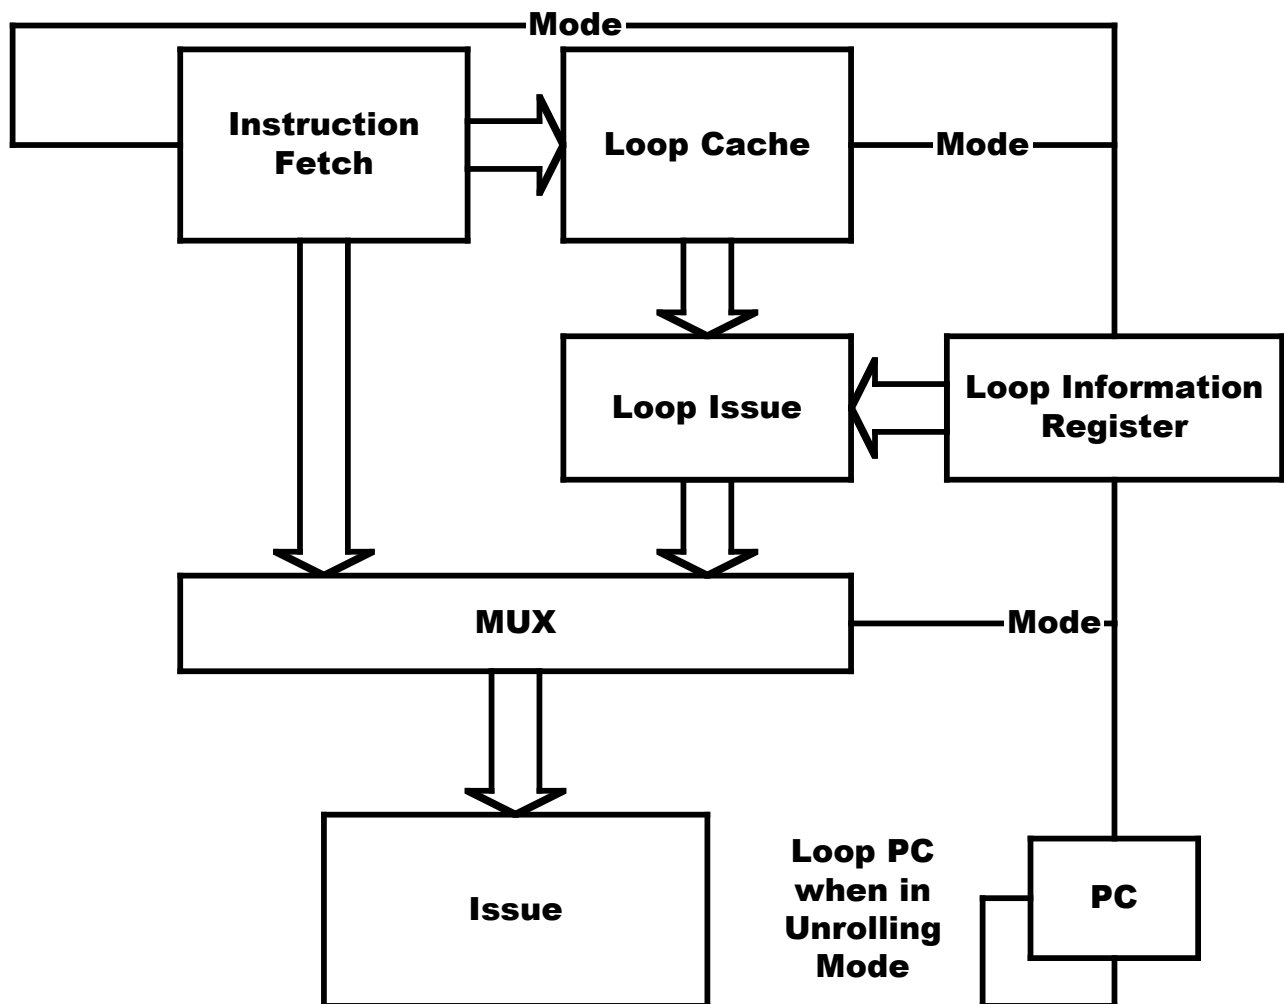 Mode
Instruction
Fetch
Loop Cache
Mode
Loop Issue
Loop Information
Register
MUX
Mode
Issue
Loop PC
when in
Unrolling
Mode
PC